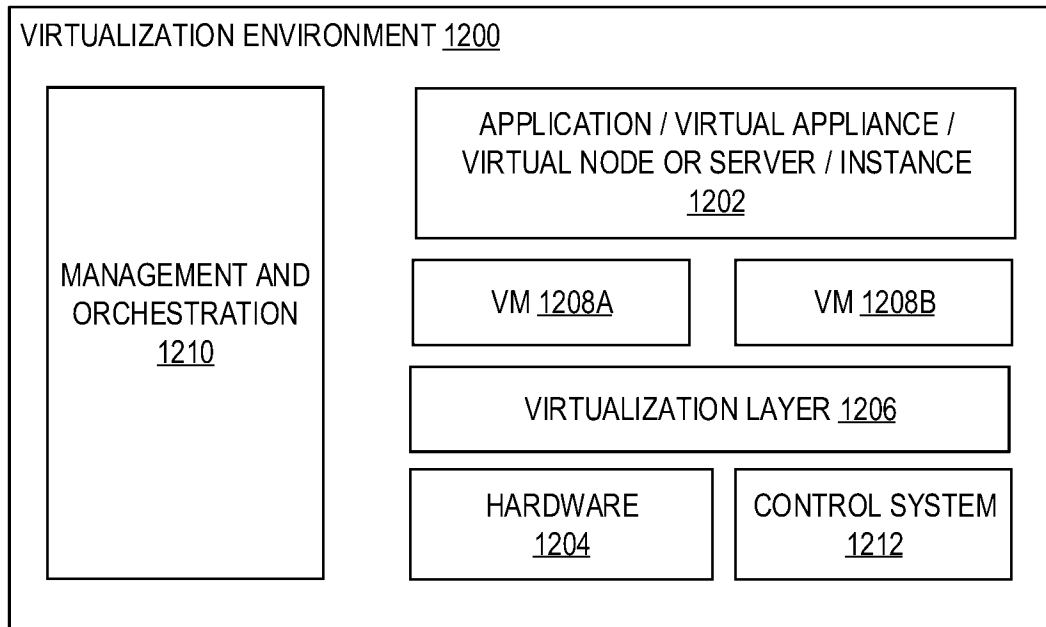 VIRTUALIZATION ENVIRONMENT 1200
MANAGEMENT AND
ORCHESTRATION
1210
APPLICATION / VIRTUAL APPLIANCE /
VIRTUAL NODE OR SERVER / INSTANCE
1202
VM 1208A
VM 1208B
VIRTUALIZATION LAYER 1206
HARDWARE
1204
CONTROL SYSTEM
1212